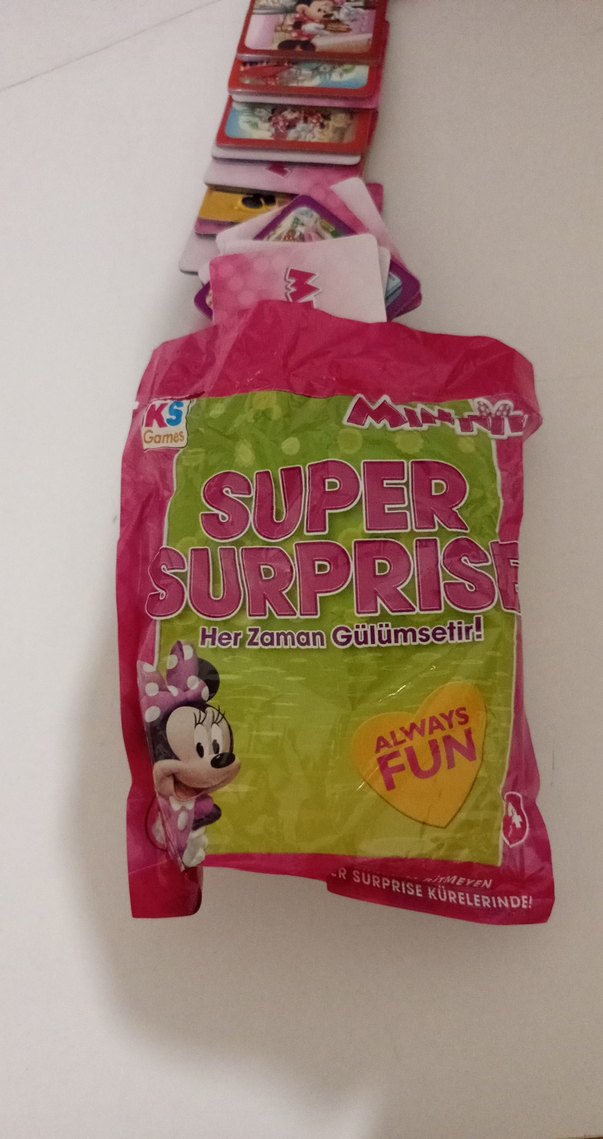 KS
Games
SUPER
SURPRISE
Her Zaman Gülümsetir!
ALWAYS
FUN
SURPRISE KÜRELERINDE!